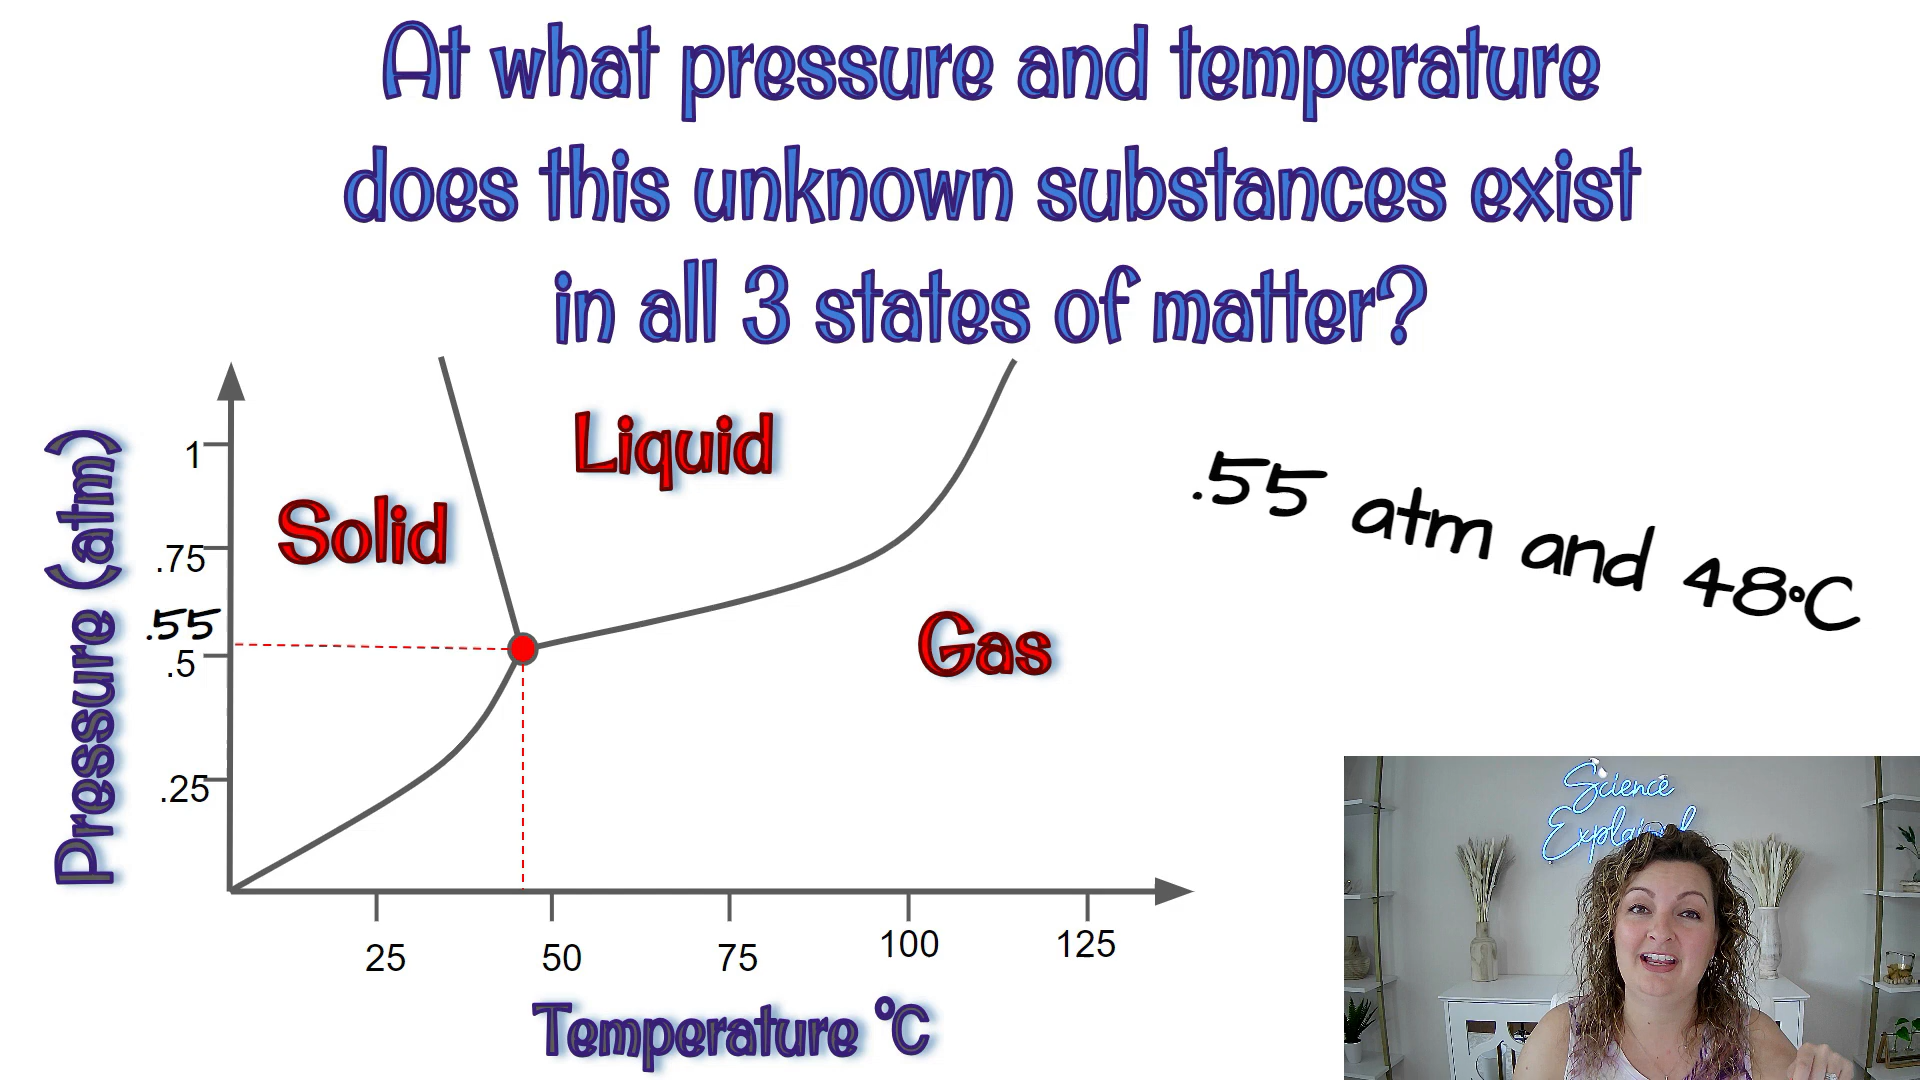 At what pressure and temperature
does this unknown substances exist
in all 3 states of matter?
Pressure (atm)
1
.75
.55
.5
.25
Solid
Liquid
Gas
.55 atm and 48°C
25
50
75
100
125
Temperature °C
Science
Explained